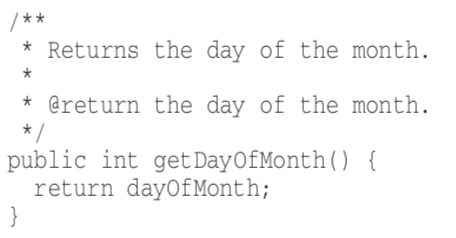 /**
 * Returns the day of the month.
 *
 * @return the day of the month.
 */
public int getDayOfMonth() {
  return dayOfMonth;
}